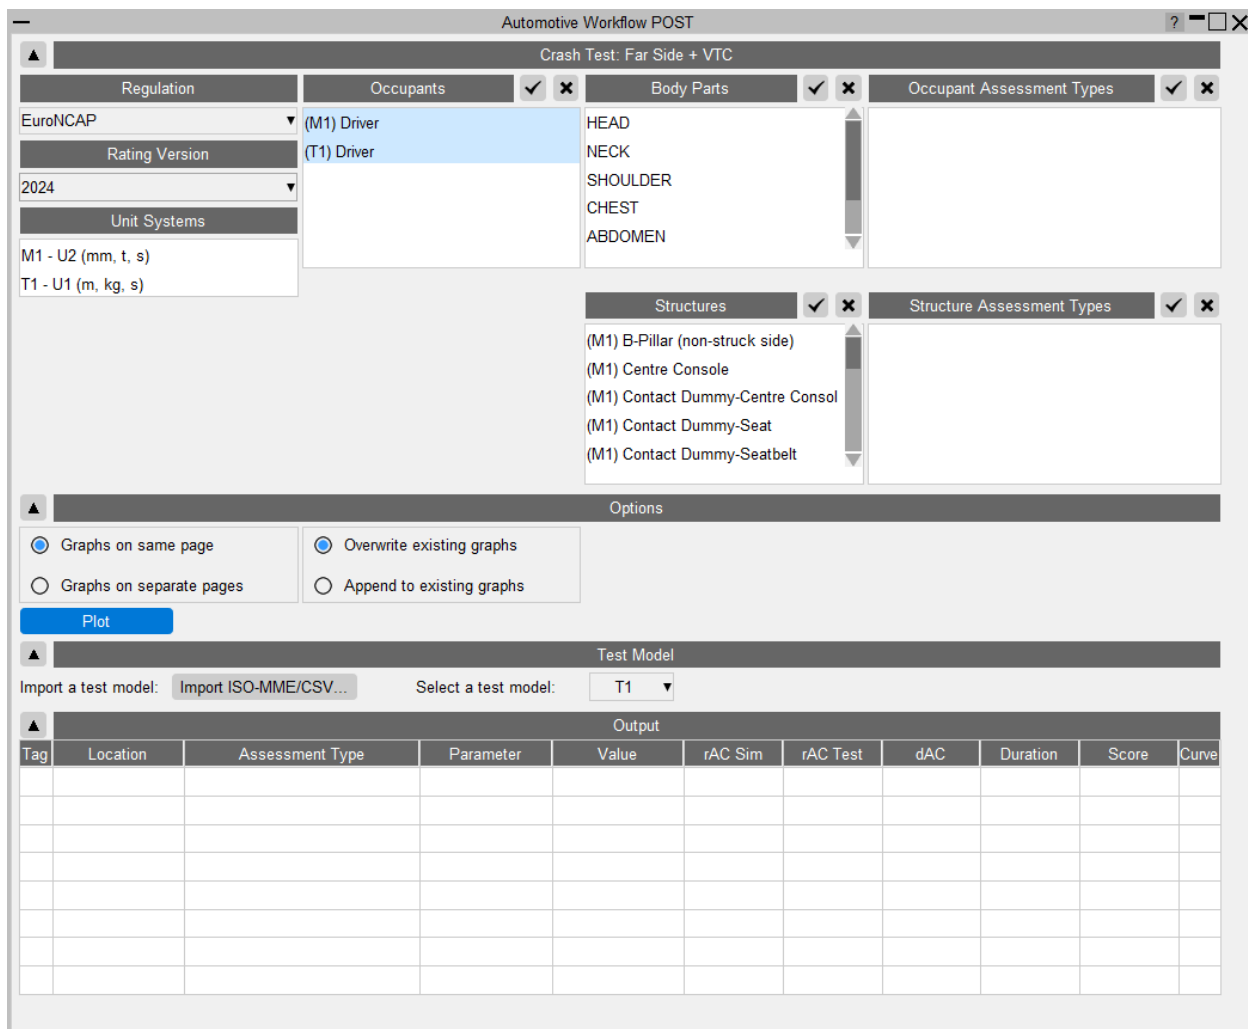 Automotive Workflow POST
?
Crash Test: Far Side + VTC
Regulation
Occupants
Body Parts
Occupant Assessment Types
EuroNCAP
(M1) Driver
HEAD
Rating Version
(T1) Driver
NECK
SHOULDER
2024
CHEST
Unit Systems
ABDOMEN
M1 - U2 (mm, t, s)
T1 - U1 (m, kg, s)
Structures
Structure Assessment Types
(M1) B-Pillar (non-struck side)
(M1) Centre Console
(M1) Contact Dummy-Centre Consol
(M1) Contact Dummy-Seat
(M1) Contact Dummy-Seatbelt
Options
Graphs on same page
Overwrite existing graphs
Graphs on separate pages
Append to existing graphs
Plot
Test Model
Import a test model:
Import ISO-MME/CSV...
Select a test model:
T1
Output
Tag
Location
Assessment Type
Parameter
Value
rAC Sim
rAC Test
dAC
Duration
Score
Curve